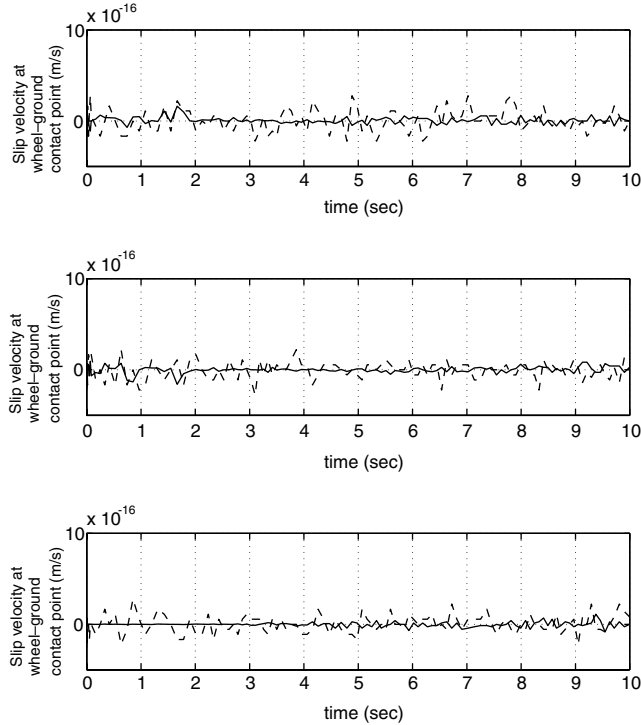 x 10^-16
10
0
Slip velocity at
wheel–ground
contact point (m/s)
0 1 2 3 4 5 6 7 8 9 10
time (sec)
x 10^-16
10
0
Slip velocity at
wheel–ground
contact point (m/s)
0 1 2 3 4 5 6 7 8 9 10
time (sec)
x 10^-16
10
0
Slip velocity at
wheel–ground
contact point (m/s)
0 1 2 3 4 5 6 7 8 9 10
time (sec)